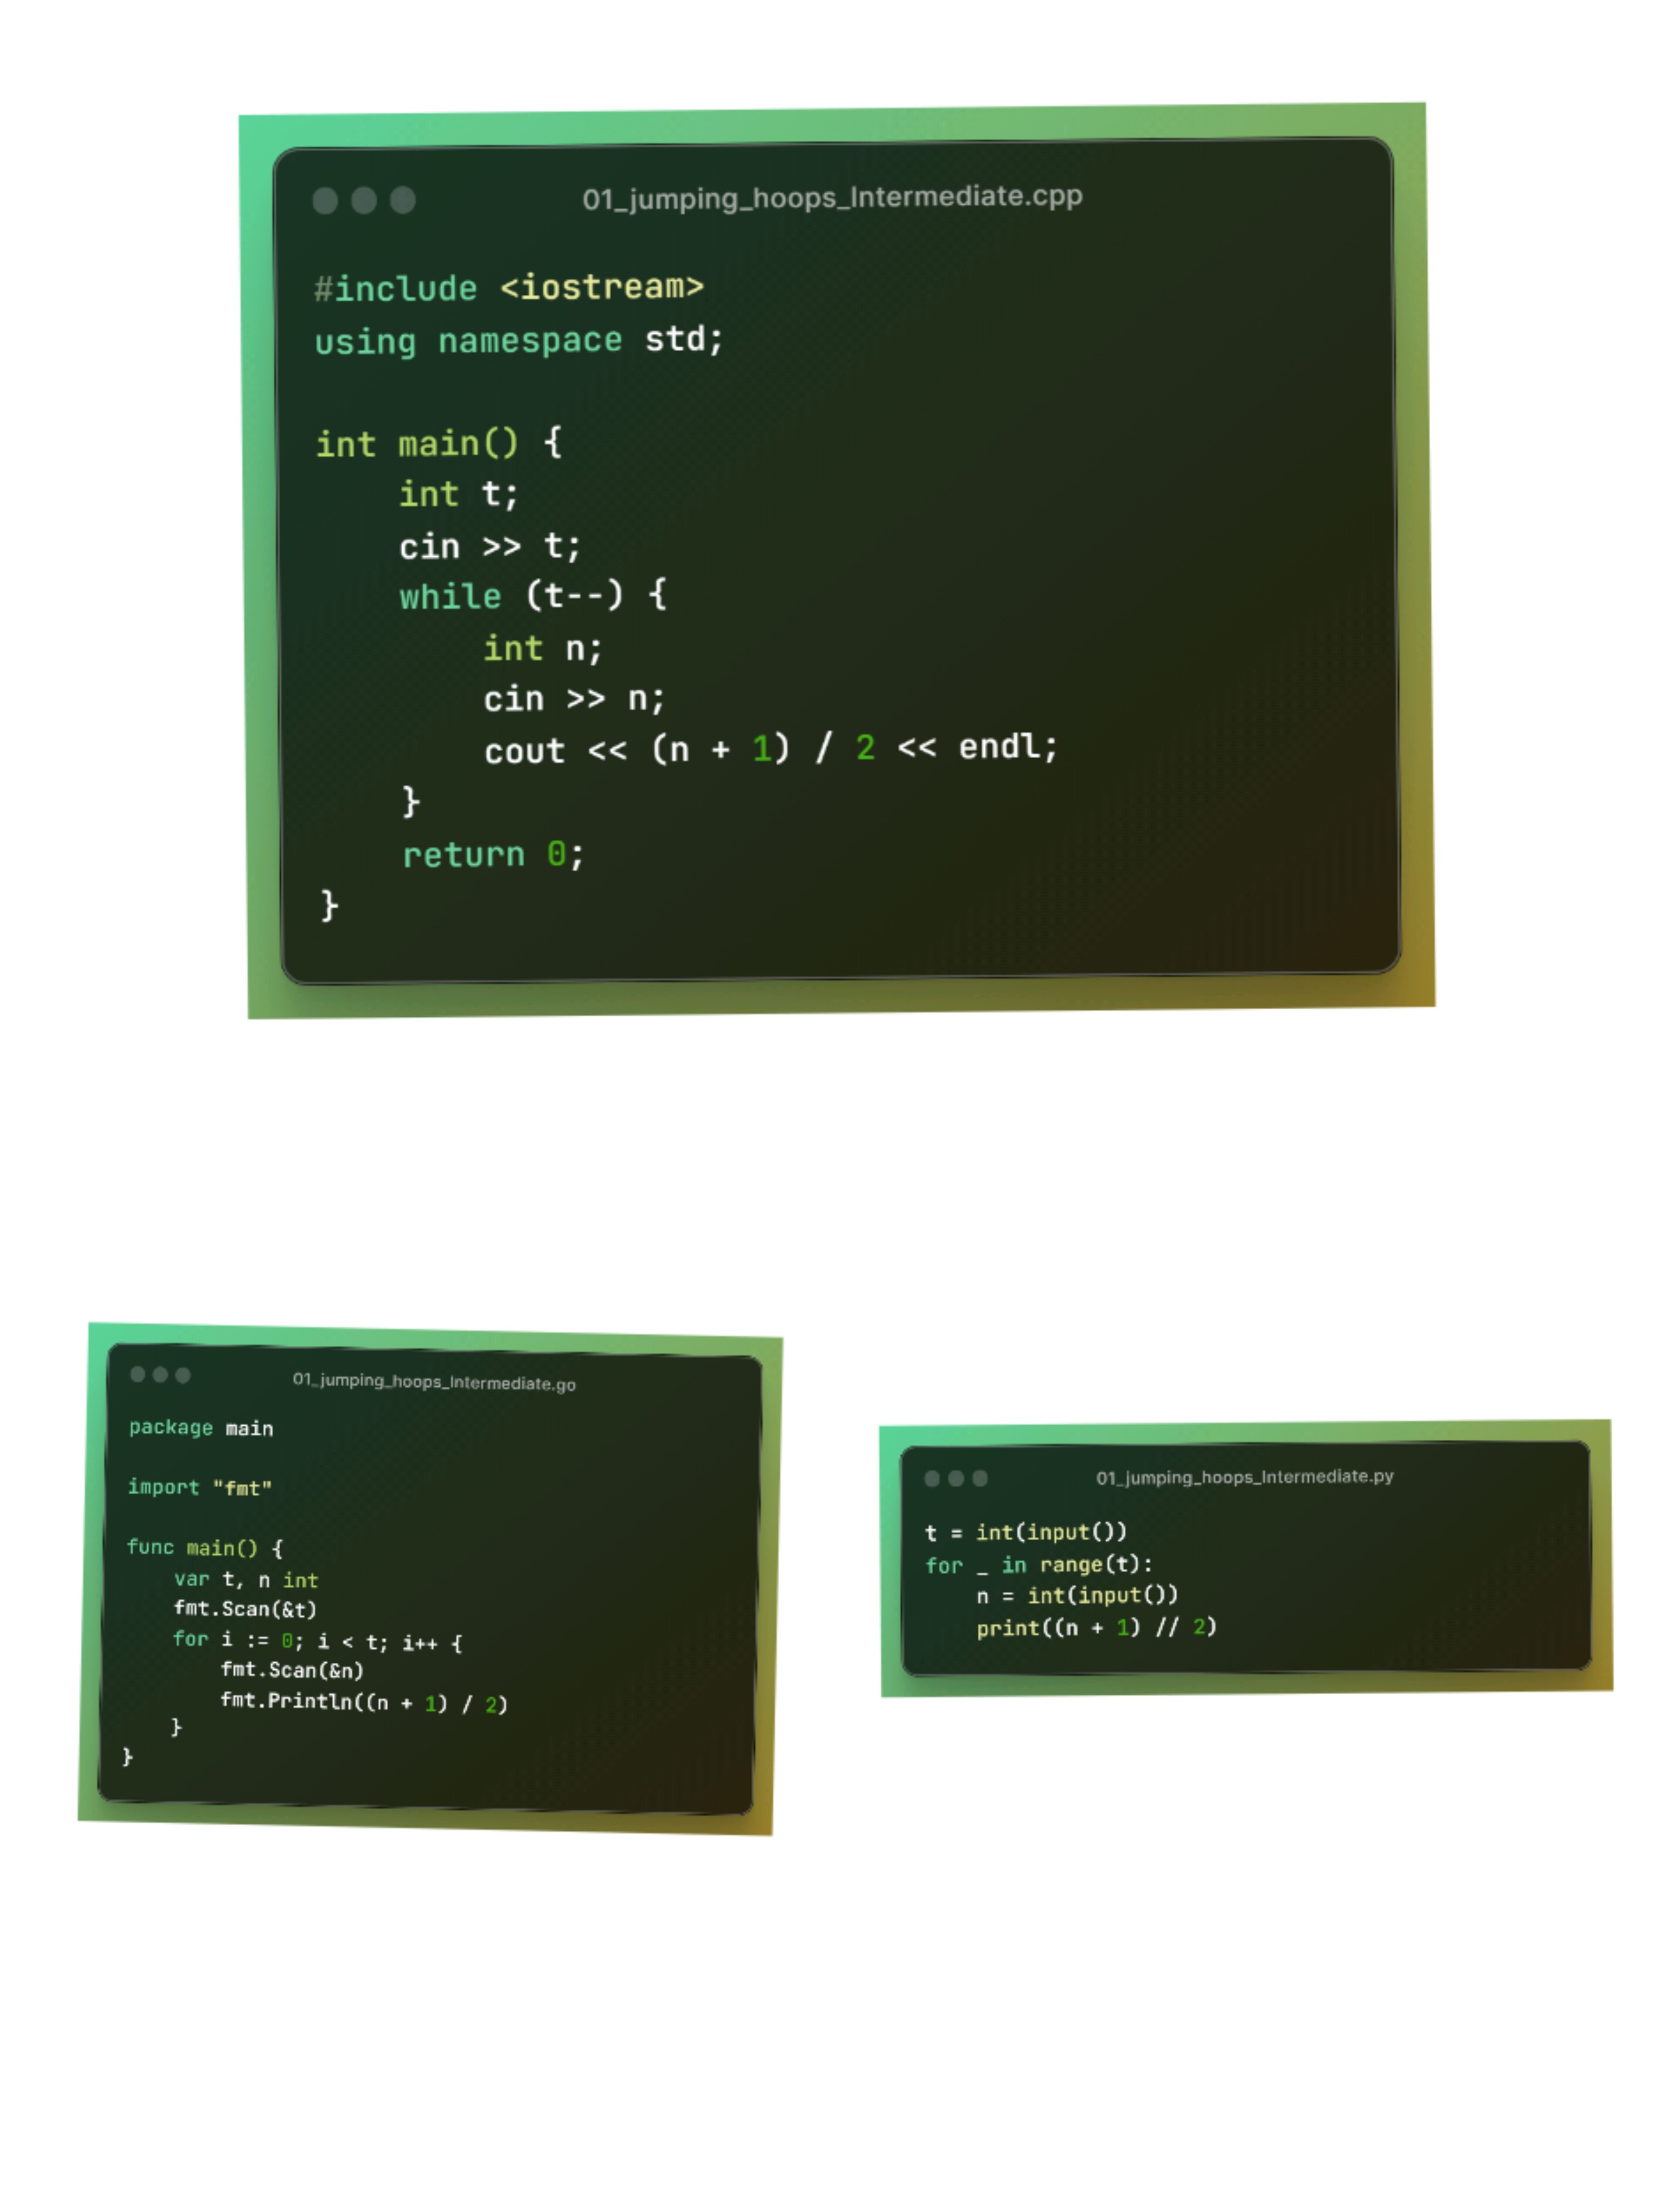 01_jumping_hoops_Intermediate.cpp
#include <iostream>
using namespace std;

int main() {
    int t;
    cin >> t;
    while (t--) {
        int n;
        cin >> n;
        cout << (n + 1) / 2 << endl;
    }
    return 0;
}
01_jumping_hoops_Intermediate.go
package main

import "fmt"

func main() {
    var t, n int
    fmt.Scan(&t)
    for i := 0; i < t; i++ {
        fmt.Scan(&n)
        fmt.Println((n + 1) / 2)
    }
}
01_jumping_hoops_Intermediate.py
t = int(input())
for _ in range(t):
    n = int(input())
    print((n + 1) // 2)